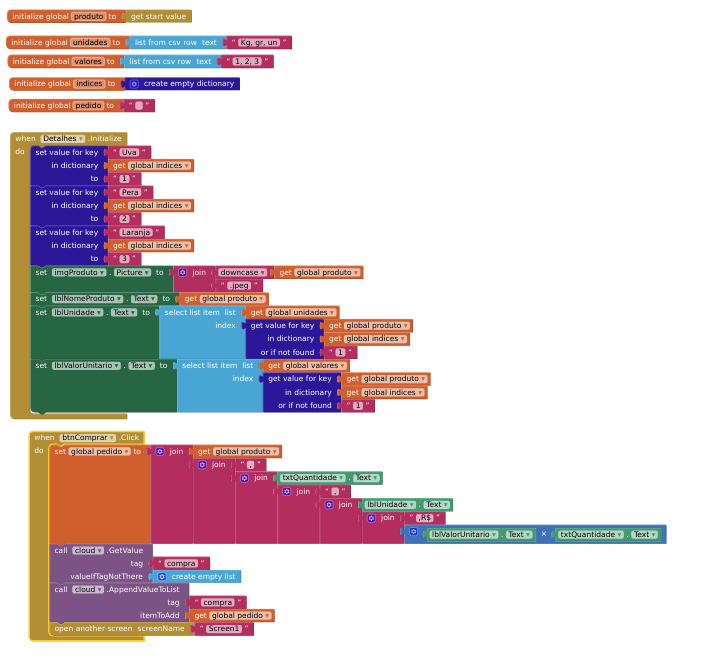 initialize global produto to get start value
initialize global unidades to list from csv row text " Kg, gr, un "
initialize global valores to list from csv row text " 1, 2, 3 "
initialize global indices to create empty dictionary
initialize global pedido to " "
when Detalhes .Initialize
do set value for key " Uva "
in dictionary get global indices
to " 1 "
set value for key " Pera "
in dictionary get global indices
to " 2 "
set value for key " Laranja "
in dictionary get global indices
to " 3 "
set imgProduto . Picture to join downcase get global produto
" .jpeg "
set lblNomeProduto . Text to get global produto
set lblUnidade . Text to select list item list get global unidades
index get value for key get global produto
in dictionary get global indices
or if not found " 1 "
set lblValorUnitario . Text to select list item list get global valores
index get value for key get global produto
in dictionary get global indices
or if not found " 1 "
when btnComprar .Click
do set global pedido to join get global produto
join " , "
join txtQuantidade . Text
join " , "
join lblUnidade . Text
join " ,R$ "
lblValorUnitario . Text × txtQuantidade . Text
call cloud .GetValue
tag " compra "
valueIfTagNotThere create empty list
call cloud .AppendValueToList
tag " compra "
itemToAdd get global pedido
open another screen screenName " Screen1 "